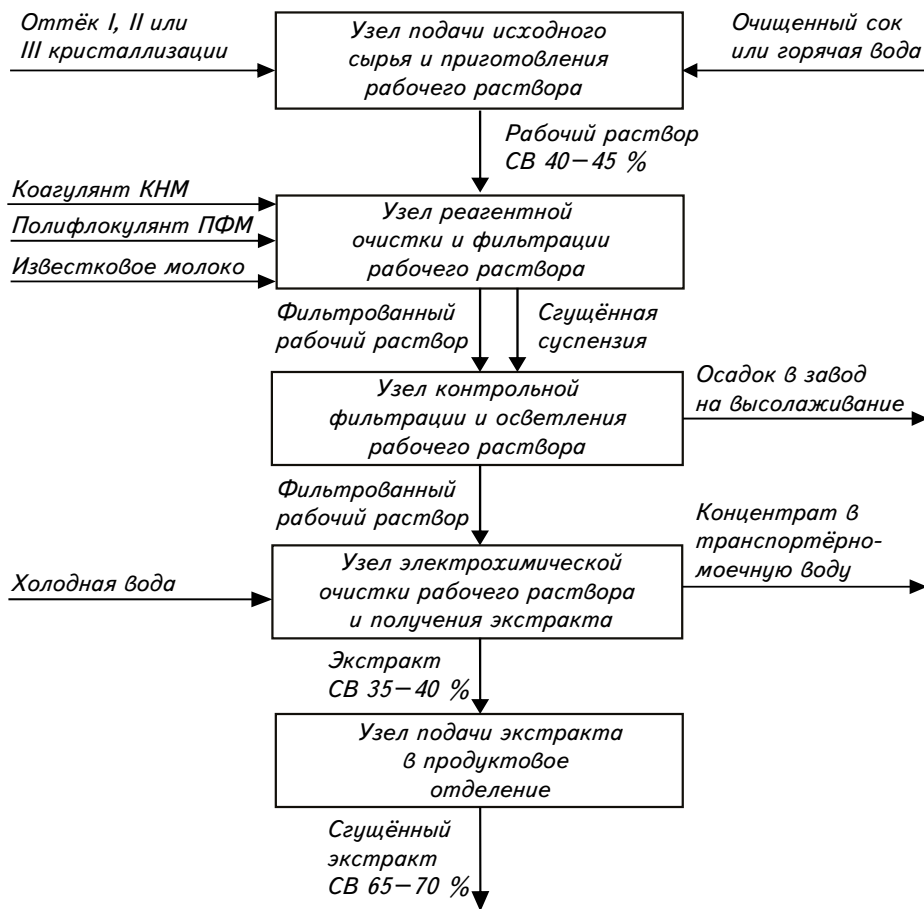 Оттёк I, II или
III кристаллизации
Узел подачи исходного
сырья и приготовления
рабочего раствора
Очищенный сок
или горячая вода
Рабочий раствор
СВ 40–45 %
Коагулянт КНМ
Полифлокулянт ПФМ
Известковое молоко
Узел реагентной
очистки и фильтрации
рабочего раствора
Фильтрованный
рабочий раствор
Сгущённая
суспензия
Узел контрольной
фильтрации и осветления
рабочего раствора
Осадок в завод
на высолаживание
Фильтрованный
рабочий раствор
Концентрат в
транспортёрно-
моечную воду
Холодная вода
Узел электрохимической
очистки рабочего раствора
и получения экстракта
Экстракт
СВ 35–40 %
Узел подачи экстракта
в продуктовое
отделение
Сгущённый
экстракт
СВ 65–70 %